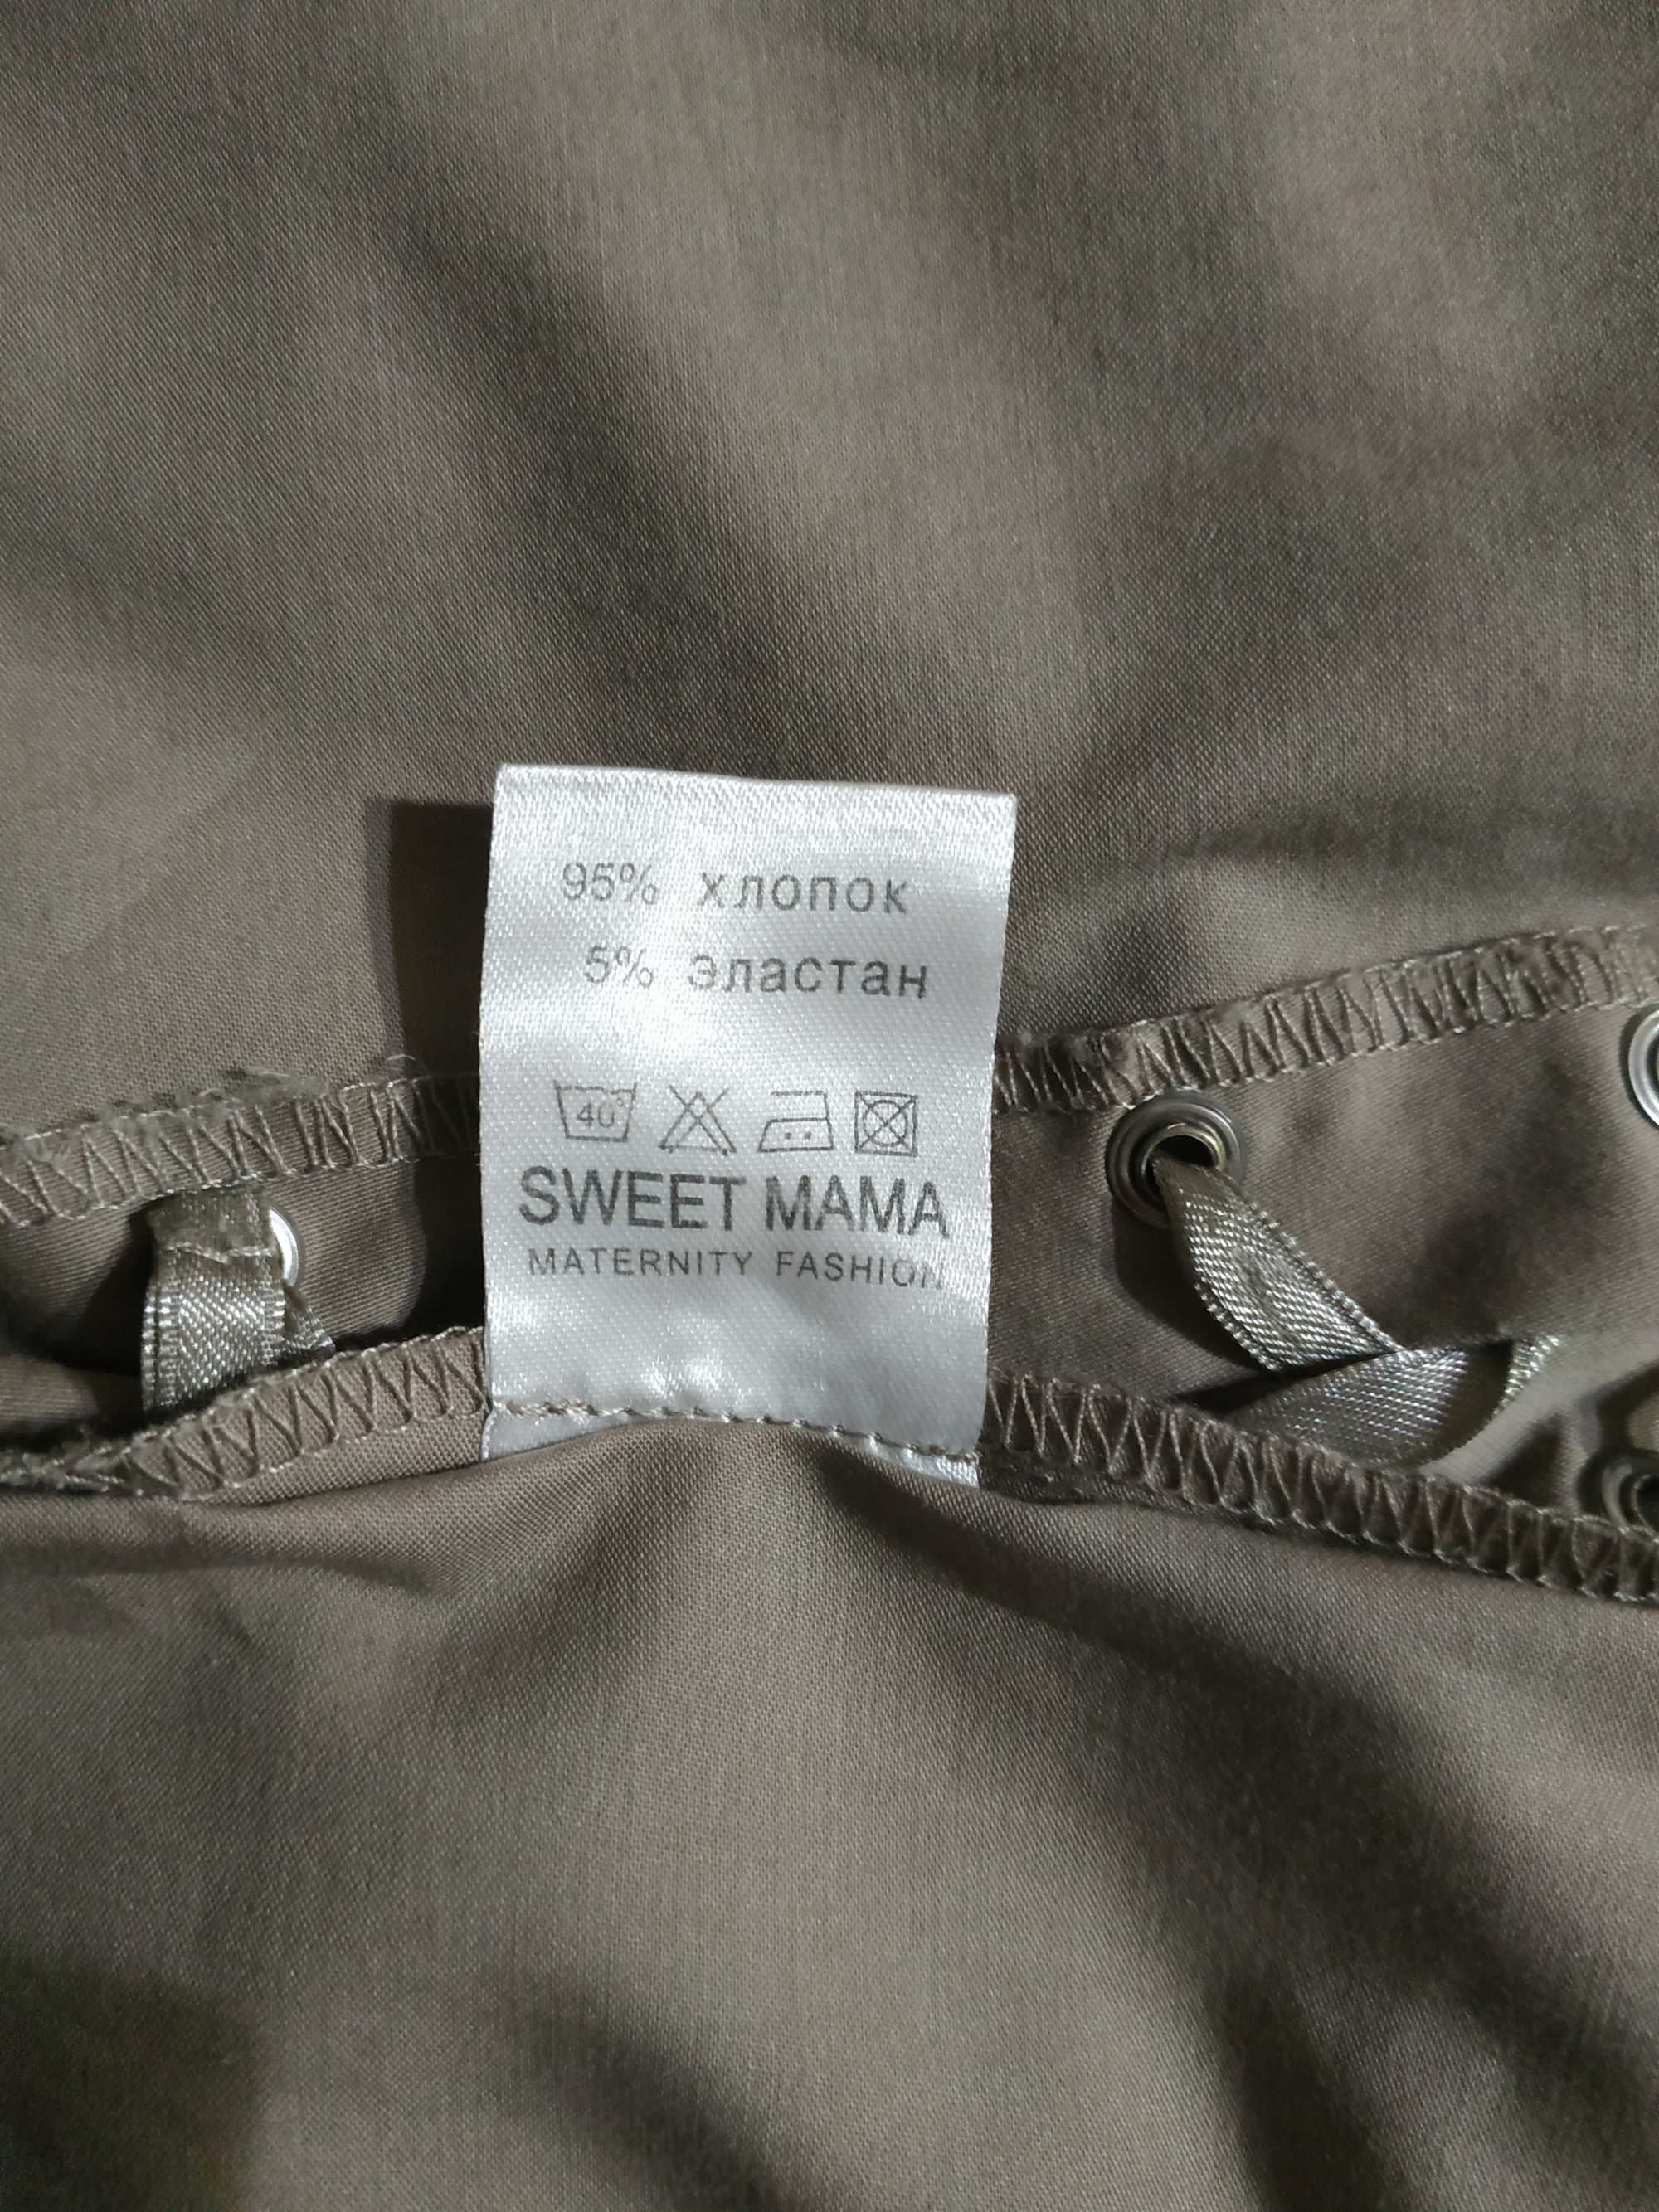 95% хлопок
5% эластан
40°
SWEET MAMA
MATERNITY FASHION